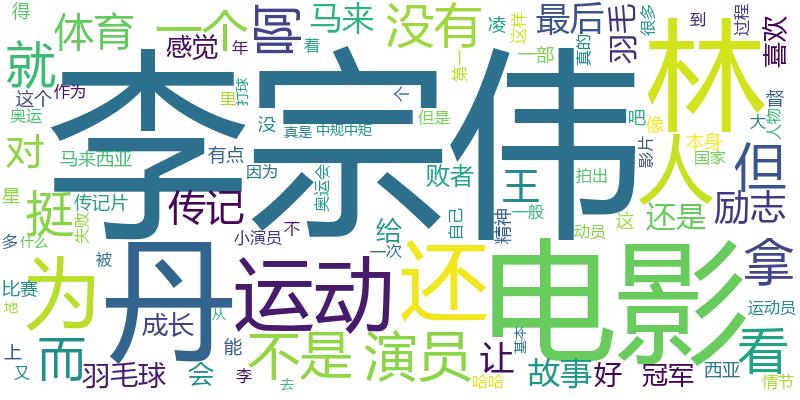 得
体育
一个
啊
马来
没有
凌
这样
最后
羽毛
很多
到
过程
喜欢
就
感觉
年
着
一部
真的
林
这个
作为
李宗伟
里
打球
个
第一
奥运
没
真是
中规中矩
但是
吧
像
本身
督
大
人物
对
马来西亚
有点
因为
奥运会
败者
王
影片
人
国家
但
星
挺
传记片
传记
拍出
励志
失败
小演员
不
给
自己
精神
一般
这
还是
多
什么
动员
丹
为
被
运动
一次
还
电影
拿
比赛
地
成长
从
运动员
上
又
而
能
不是
演员
让
基本
看
羽毛球
会
李
去
哈哈
故事
好
冠军
西亚
情节